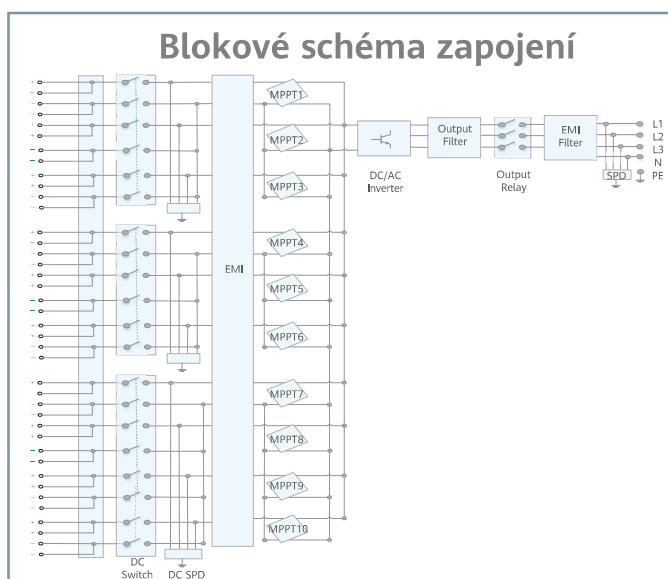 Blokové schéma zapojení
MPPT1
MPPT2
MPPT3
MPPT4
MPPT5
MPPT6
MPPT7
MPPT8
MPPT9
MPPT10
EMI
DC
Switch
DC SPD
DC/AC
Inverter
Output
Filter
Output
Relay
EMI
Filter
SPD
L1
L2
L3
N
PE